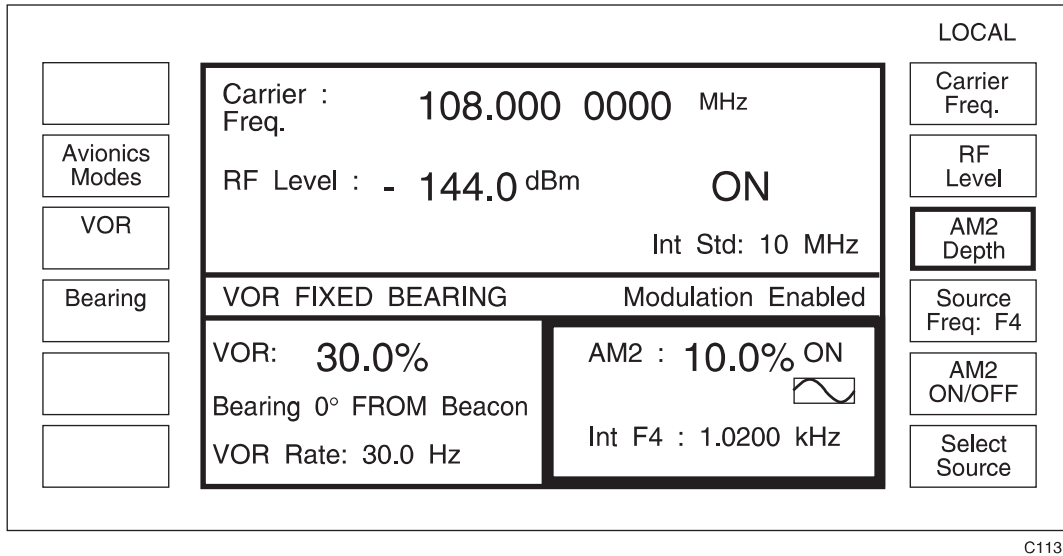 LOCAL
Avionics
Modes
VOR
Bearing
Carrier :
Freq.
108.000 0000 MHz
RF Level : - 144.0 dBm ON
Int Std: 10 MHz
VOR FIXED BEARING Modulation Enabled
VOR: 30.0%
Bearing 0° FROM Beacon
VOR Rate: 30.0 Hz
AM2 : 10.0% ON
Int F4 : 1.0200 kHz
Carrier
Freq.
RF
Level
AM2
Depth
Source
Freq: F4
AM2
ON/OFF
Select
Source
C113